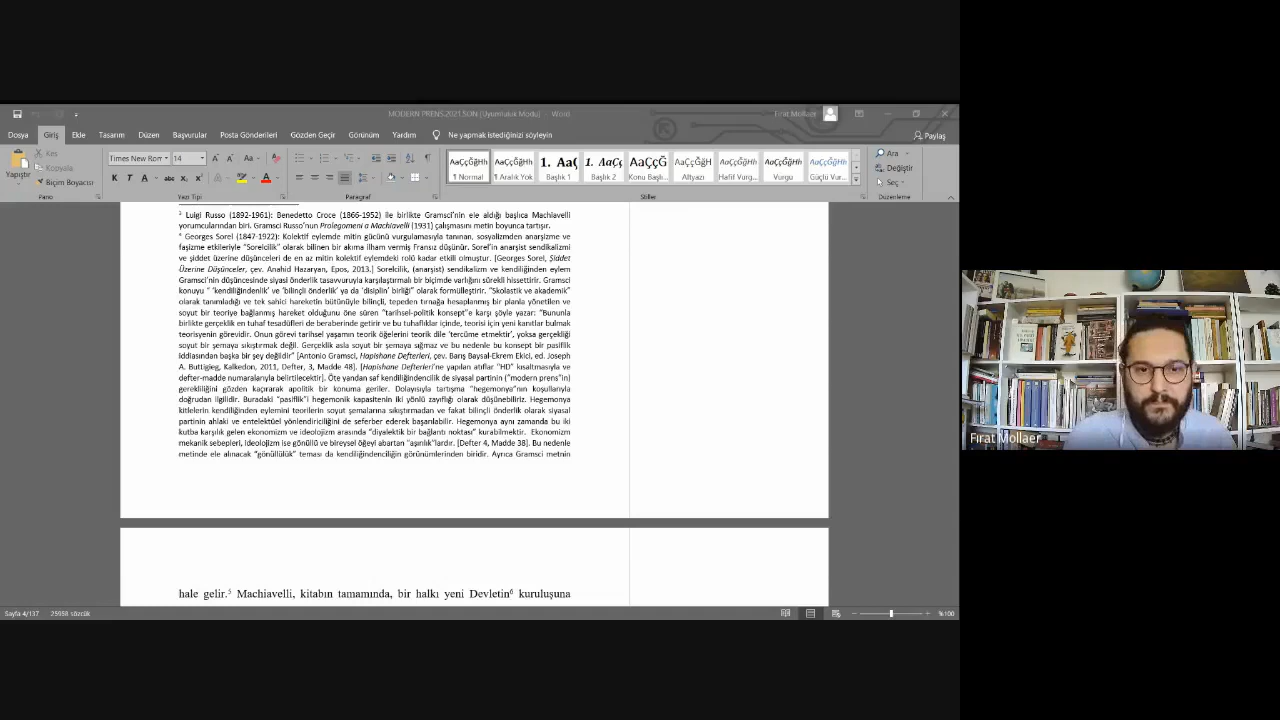 MODERN PRENS.2021.SON (Uyumluluk Modu) - Word
Fırat Mollaer
Dosya Giriş Ekle Tasarım Düzen Başvurular Posta Gönderileri Gözden Geçir Görünüm Yardım Ne yapmak istediğinizi söyleyin Paylaş
Yapıştır
Kes
Kopyala
Biçim Boyacısı
Pano
Times New Rom 14
K T A abc
Yazı Tipi
Paragraf
AaÇçĞğHh AaÇçĞğHh 1. AaÇ 1. AaÇç AaÇçĞ AaÇçĞğH AaÇçĞğHh AaÇçĞğHh AaÇçĞğHh
¶ Normal ¶ Aralık Yok Başlık 1 Başlık 2 Konu Başlı... Altyazı Hafif Vurg... Vurgu Güçlü Vur...
Stiller
Ara
Değiştir
Seç
Düzenleme
Luigi Russo (1892-1961): Benedetto Croce (1866-1952) ile birlikte Gramsci’nin ele aldığı başlıca Machiavelli
yorumcularından biri. Gramsci Russo’nun Prolegomeni a Machiavelli (1931) çalışmasını metin boyunca tartışır.
Georges Sorel (1847-1922): Kolektif eylemde mitin gücünü vurgulamasıyla tanınan, sosyalizmden anarşizme ve
faşizme etkileriyle “Sorelcilik” olarak bilinen bir akıma ilham vermiş Fransız düşünür. Sorel’in anarşist sendikalizmi
ve şiddet üzerine düşünceleri de en az mitin kolektif eylemdeki rolü kadar etkili olmuştur. [Georges Sorel, Şiddet
Üzerine Düşünceler, çev. Anahid Hazaryan, Epos, 2013.] Sorelcilik, (anarşist) sendikalizm ve kendiliğinden eylem
Gramsci’nin düşüncesinde siyasi önderlik tasavvuruyla karşılaştırmalı bir biçimde varlığını sürekli hissettirir. Gramsci
konuyu “ ‘kendiliğindenlik’ ve ‘bilinçli önderlik’ ya da ‘disiplin’ birliği” olarak formülleştirir. “Skolastik ve akademik”
olarak tanımladığı ve tek sahici hareketin bütünüyle bilinçli, tepeden tırnağa hesaplanmış bir planla yönetilen ve
soyut bir teoriye bağlanmış hareket olduğunu öne süren “tarihsel-politik konsept”e karşı şöyle yazar: “Bununla
birlikte gerçeklik en tuhaf tesadüfleri de beraberinde getirir ve bu tuhaflıklar içinde, teorisi için yeni kanıtlar bulmak
teorisyenin görevidir. Onun görevi tarihsel yaşamın teorik öğelerini teorik dile ‘tercüme etmektir’, yoksa gerçekliği
soyut bir şemaya sıkıştırmak değil. Gerçeklik asla soyut bir şemaya sığmaz ve bu nedenle bu konsept bir pasiflik
iddiasından başka bir şey değildir” [Antonio Gramsci, Hapishane Defterleri, çev. Barış Baysal-Ekrem Ekici, ed. Joseph
A. Buttigieg, Kalkedon, 2011, Defter, 3, Madde 48]. [Hapishane Defterleri’ne yapılan atıflar “HD” kısaltmasıyla ve
defter-madde numaralarıyla belirtilecektir]. Öte yandan saf kendiliğindencilik de siyasal partinin (“modern prens”in)
gerekliliğini gözden kaçırarak apolitik bir konuma geriler. Dolayısıyla tartışma “hegemonya”nın koşullarıyla
doğrudan ilgilidir. Buradaki “pasiflik”i hegemonik kapasitenin iki yönlü zayıflığı olarak düşünebiliriz. Hegemonya
kitlelerin kendiliğinden eylemini teorilerin soyut şemalarına sıkıştırmadan ve fakat bilinçli önderlik olarak siyasal
partinin ahlaki ve entelektüel yönlendiriciliğini de seferber ederek başarılabilir. Hegemonya aynı zamanda bu iki
kutba karşılık gelen ekonomizm ve ideolojizm arasında “diyalektik bir bağlantı noktası” kurabilmektir. Ekonomizm
mekanik sebepleri, ideolojizm ise gönüllü ve bireysel öğeyi abartan “aşırılık”lardır. [Defter 4, Madde 38]. Bu nedenle
metinde ele alınacak “gönüllülük” teması da kendiliğindenciliğin görünümlerinden biridir. Ayrıca Gramsci metnin
hale gelir.⁵ Machiavelli, kitabın tamamında, bir halkı yeni Devletin⁶ kuruluşuna
Sayfa 4/137 25958 sözcük
%100
Fırat Mollaer